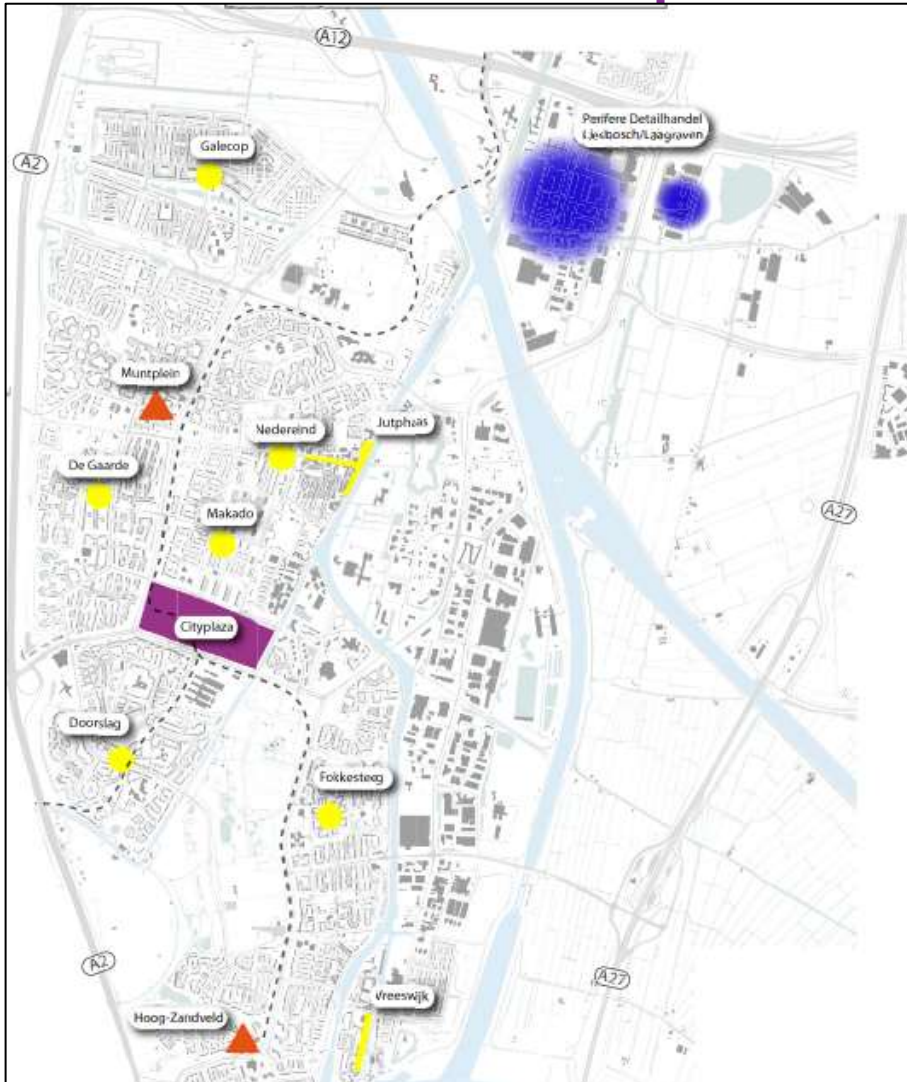 A12
Perifere Detailhandel
Liesbosch/Laagraven
Galecop
A2
Muntplein
Nedereind
Jutphaas
De Gaarde
A27
Makado
Cityplaza
Doorslag
Fokkesteeg
A2
A27
Vreeswijk
Hoog-Zandveld